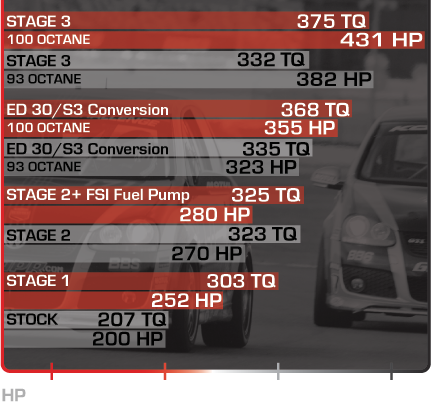 STAGE 3 375 TQ
100 OCTANE 431 HP
STAGE 3 332 TQ
93 OCTANE 382 HP
ED 30/S3 Conversion 368 TQ
100 OCTANE 355 HP
ED 30/S3 Conversion 335 TQ
93 OCTANE 323 HP
STAGE 2+ FSI Fuel Pump 325 TQ
280 HP
STAGE 2 323 TQ
270 HP
STAGE 1 303 TQ
252 HP
STOCK 207 TQ
200 HP
BBS
HP